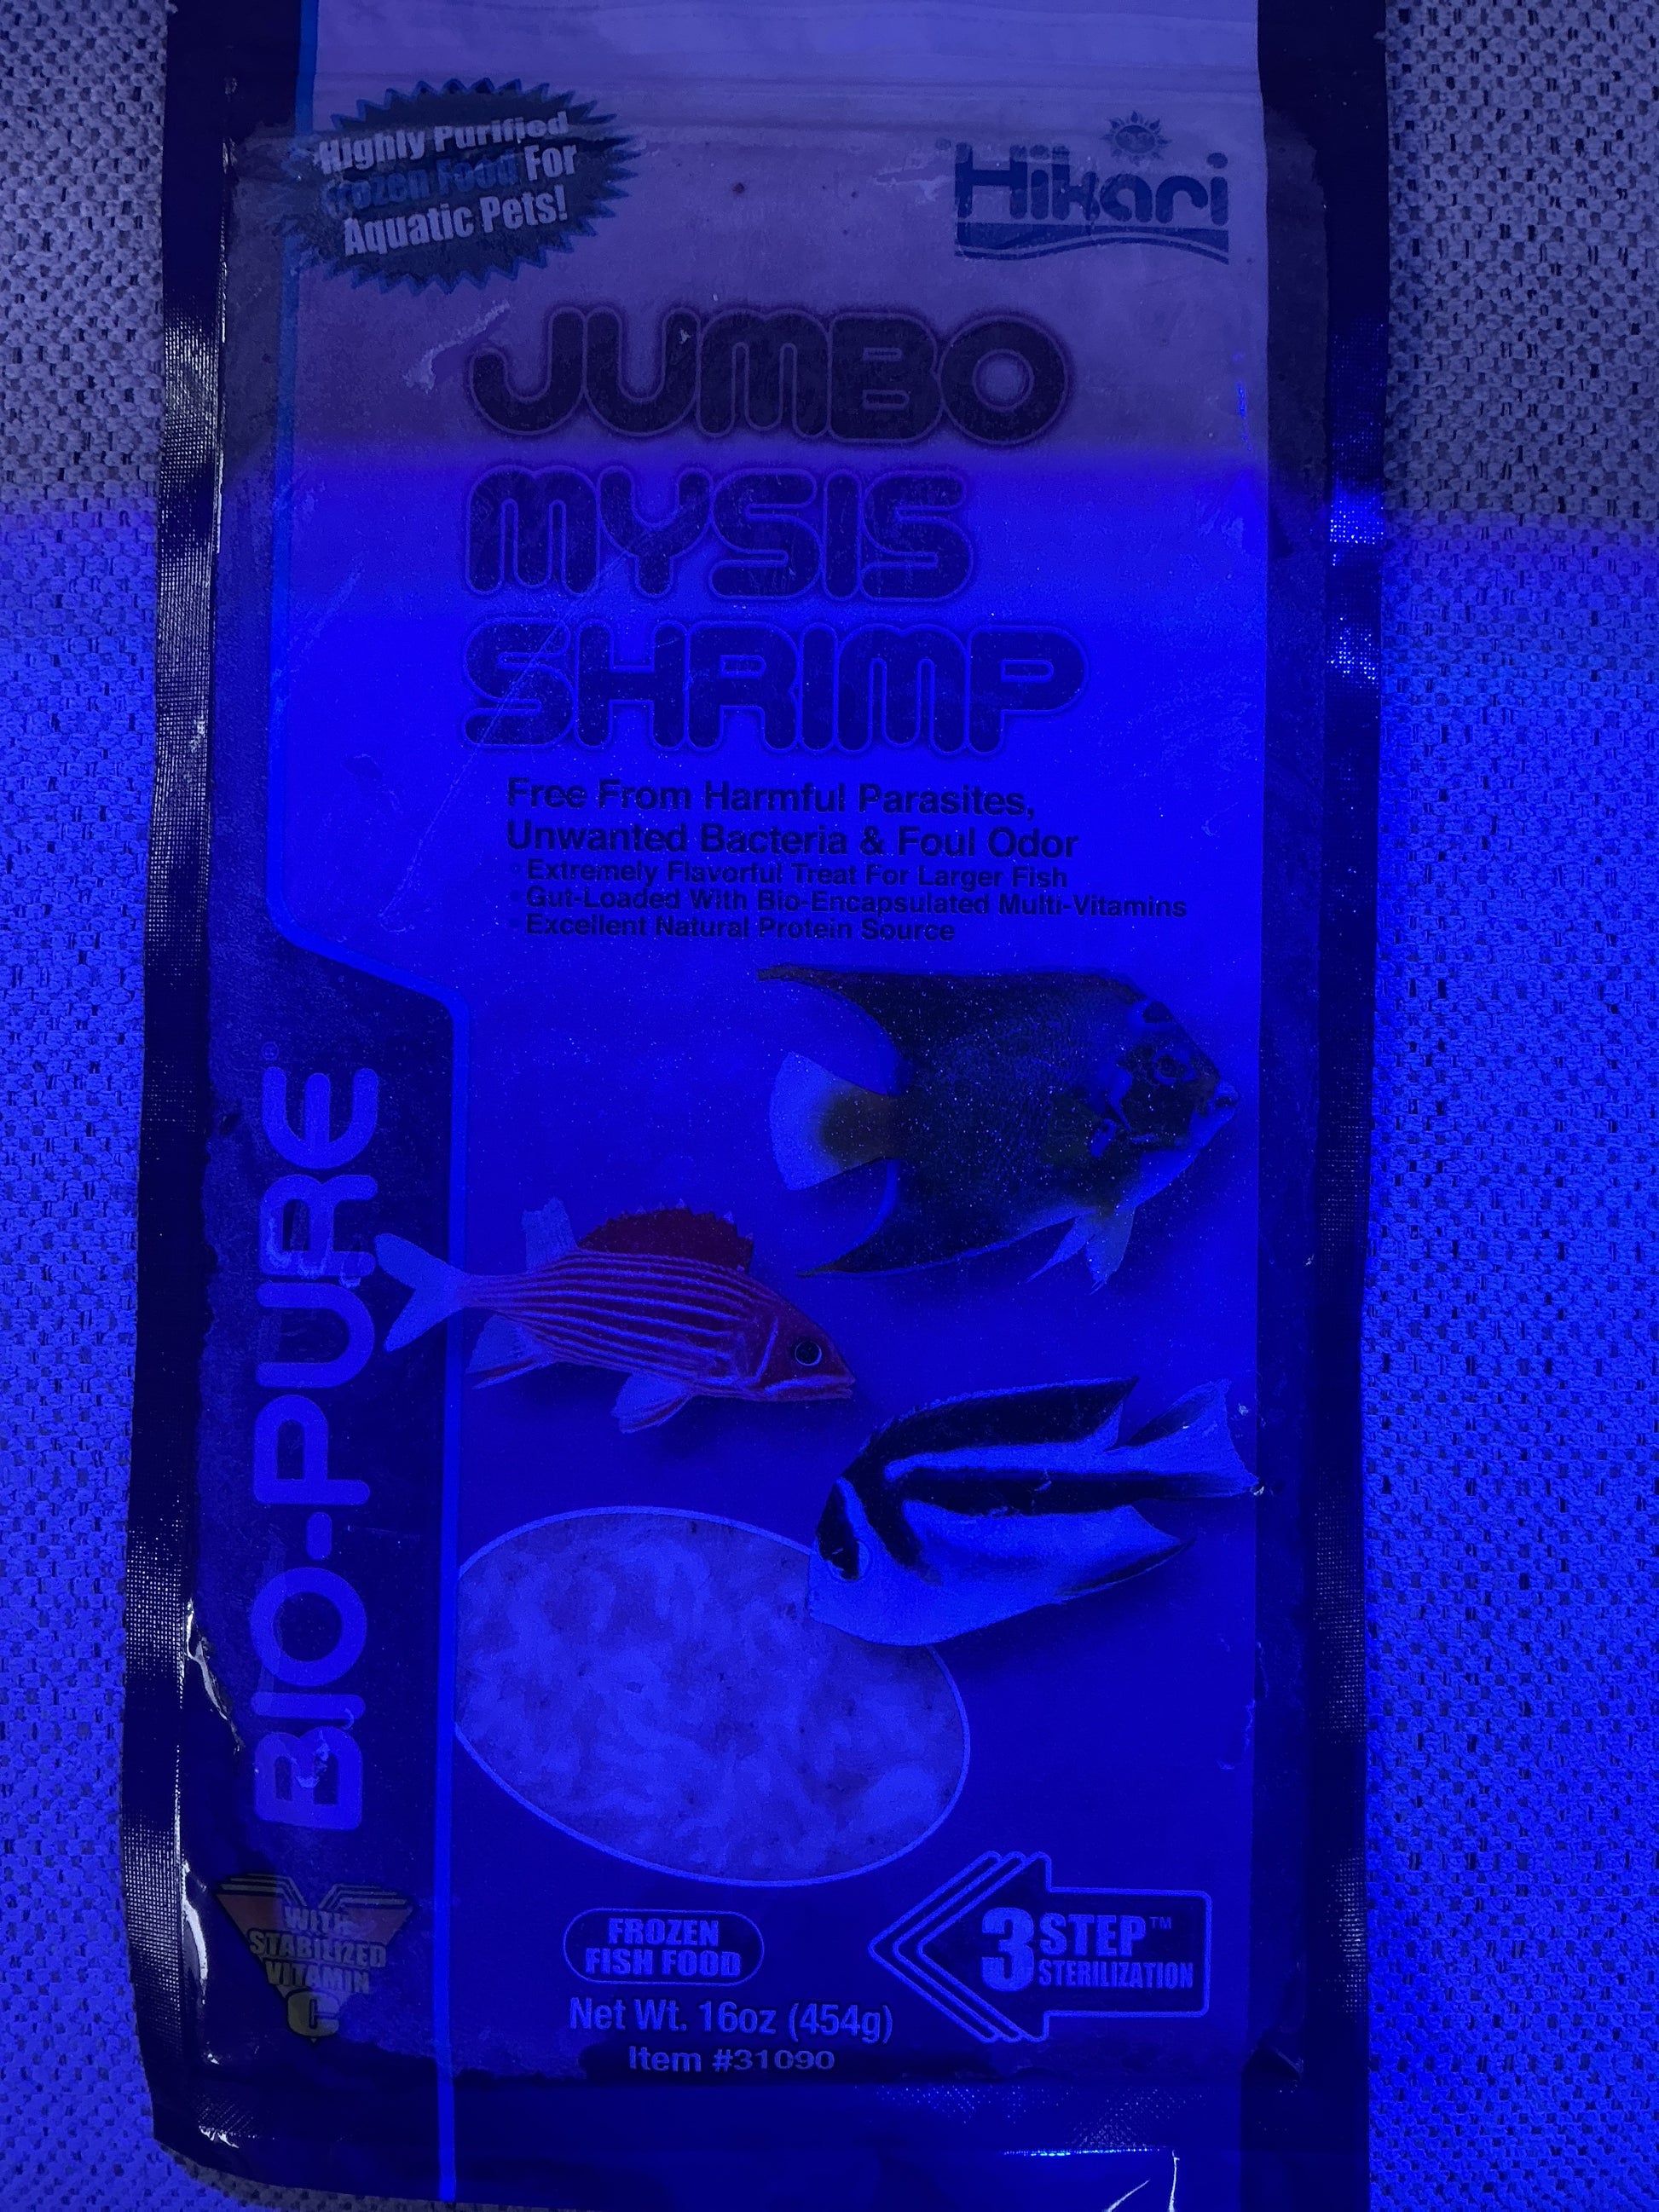 Highly Purified
Frozen Food For
Aquatic Pets!
® Hikari
JUMBO
MYSIS
SHRIMP
Free From Harmful Parasites,
Unwanted Bacteria & Foul Odor
• Extremely Flavorful Treat For Larger Fish
• Gut-Loaded With Bio-Encapsulated Multi-Vitamins
• Excellent Natural Protein Source
BIO-PURE®
WITH
STABILIZED
VITAMIN
C
FROZEN
FISH FOOD
3 STEP™
STERILIZATION
Net Wt. 16oz (454g)
Item #31090